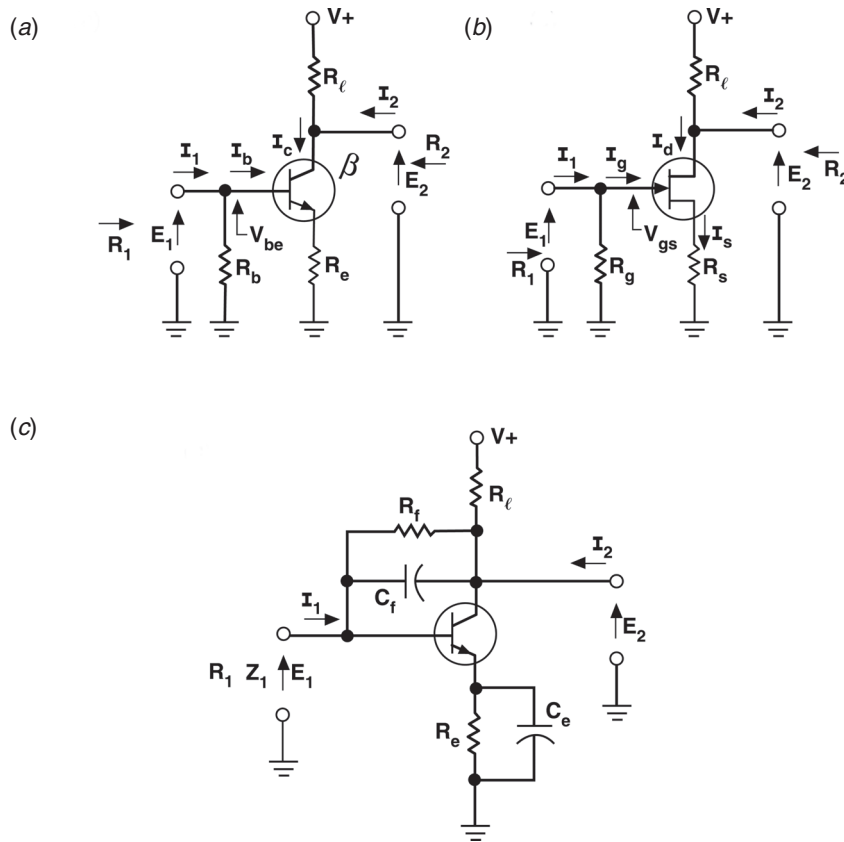 (a)
V+
Rℓ
I2
I1
Ib
Ic
β
R2
E2
R1
E1
Vbe
Rb
Re
(b)
V+
Rℓ
I2
I1
Ig
Id
E2
R2
E1
Vgs
Is
R1
Rg
Rs
(c)
V+
Rℓ
Rf
I2
Cf
I1
E2
R1 Z1 E1
Re
Ce